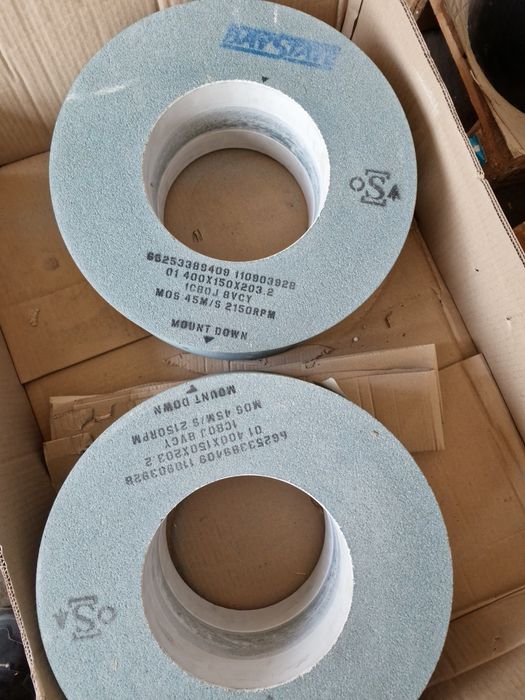 BAYSTATE
S
66253389409 110903928
01 400X150X203.2
1C80J 8VCY
MOS 45M/S 2150RPM
MOUNT DOWN
66253389409 110903928
01 400X150X203.2
1C80J 8VCY
MOS 45M/S 2150RPM
MOUNT DOWN
S